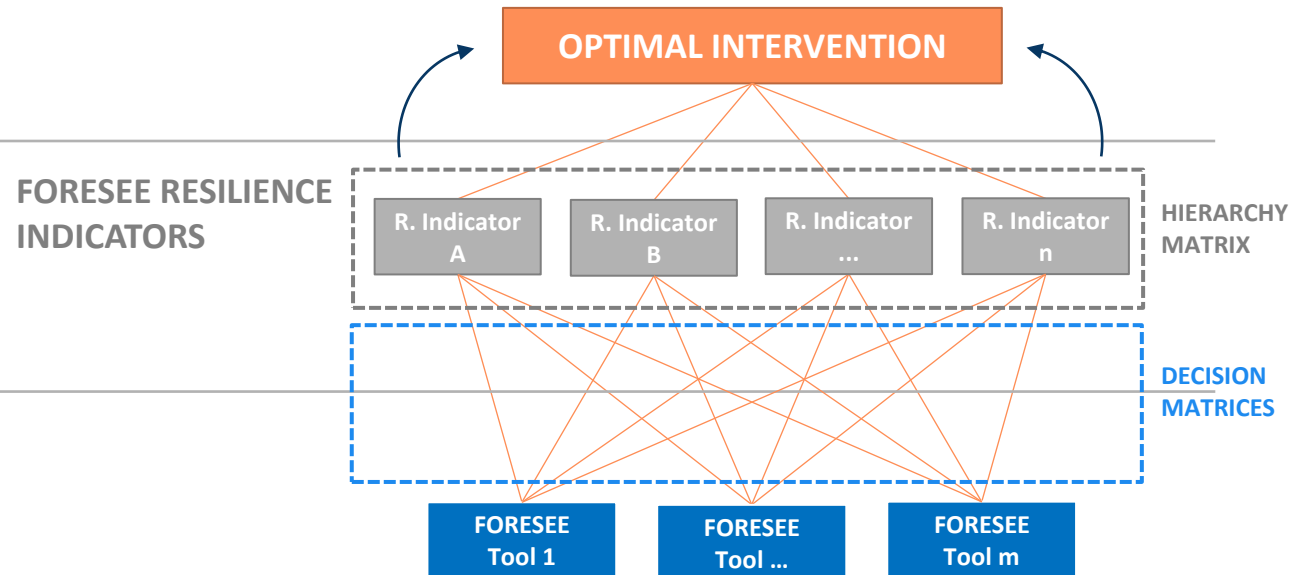 OPTIMAL INTERVENTION
FORESEE RESILIENCE
INDICATORS
R. Indicator
A
R. Indicator
B
R. Indicator
...
R. Indicator
n
HIERARCHY
MATRIX
DECISION
MATRICES
FORESEE
Tool 1
FORESEE
Tool ...
FORESEE
Tool m